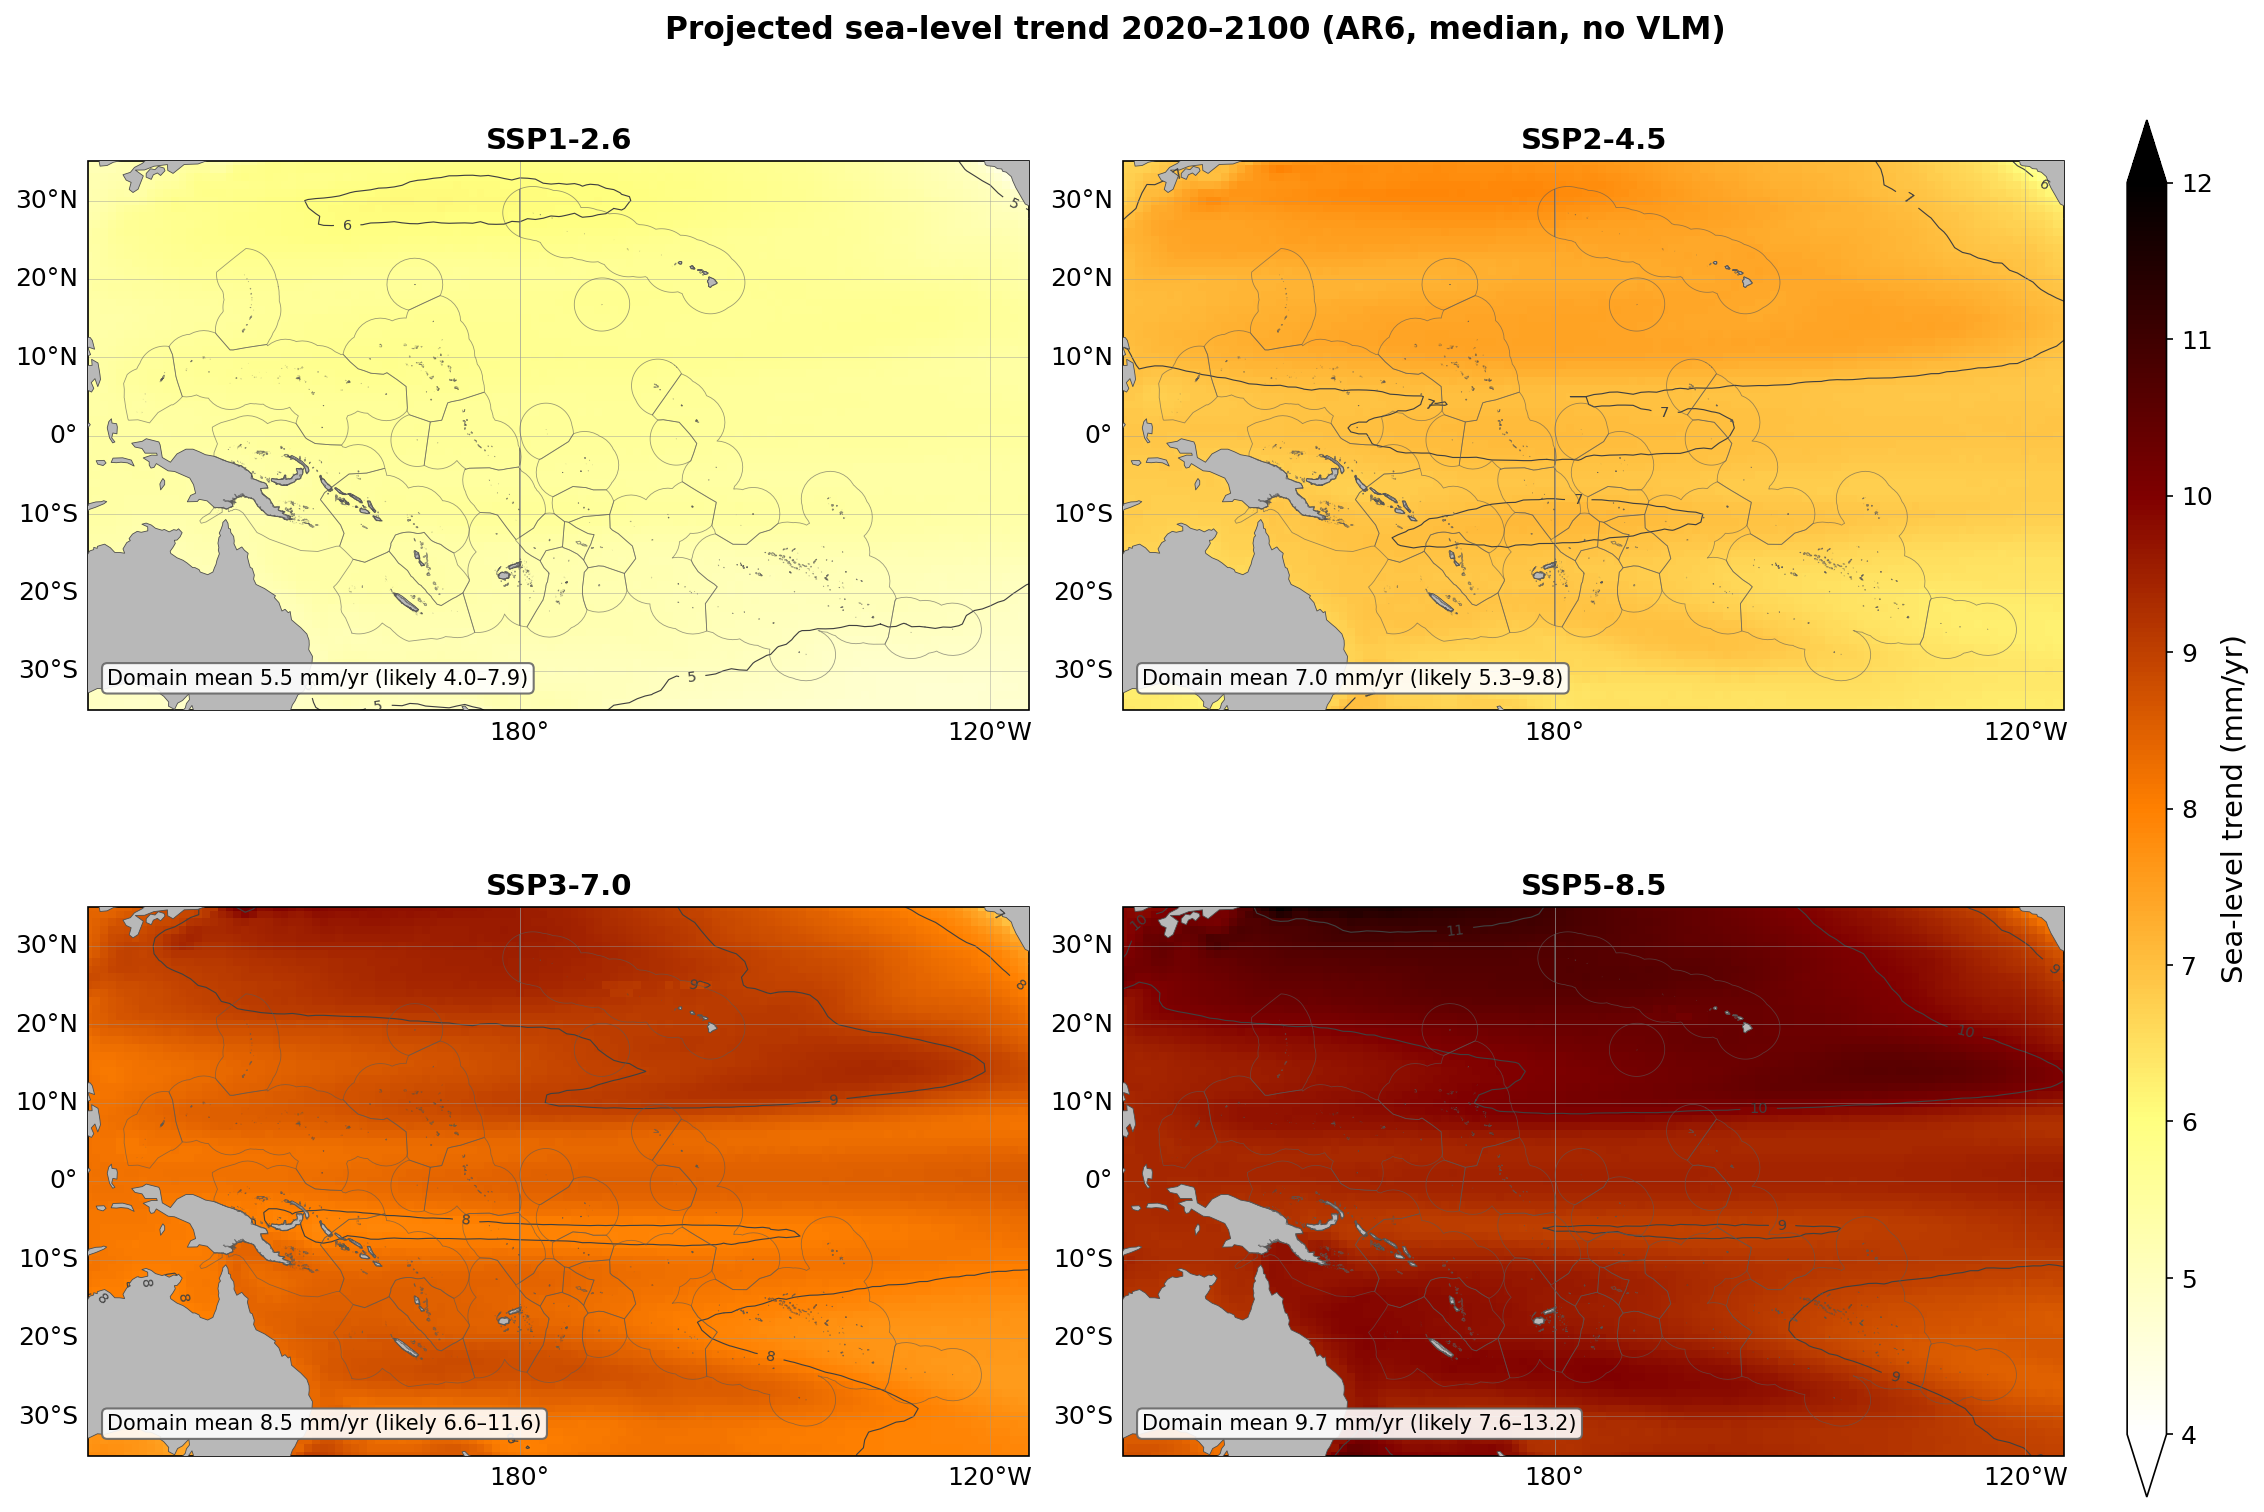 Projected sea-level trend 2020–2100 (AR6, median, no VLM)
SSP1-2.6
30°N
20°N
10°N
0°
10°S
20°S
30°S
6
5
5
5
Domain mean 5.5 mm/yr (likely 4.0–7.9)
180°
120°W
SSP2-4.5
30°N
20°N
10°N
0°
10°S
20°S
30°S
7
7
6
7
7
7
Domain mean 7.0 mm/yr (likely 5.3–9.8)
180°
120°W
SSP3-7.0
30°N
20°N
10°N
0°
10°S
20°S
30°S
7
8
9
9
8
8
8
8
8
Domain mean 8.5 mm/yr (likely 6.6–11.6)
180°
120°W
SSP5-8.5
30°N
20°N
10°N
0°
10°S
20°S
30°S
10
11
9
10
10
9
9
Domain mean 9.7 mm/yr (likely 7.6–13.2)
180°
120°W
12
11
10
9
8
7
6
5
4
Sea-level trend (mm/yr)